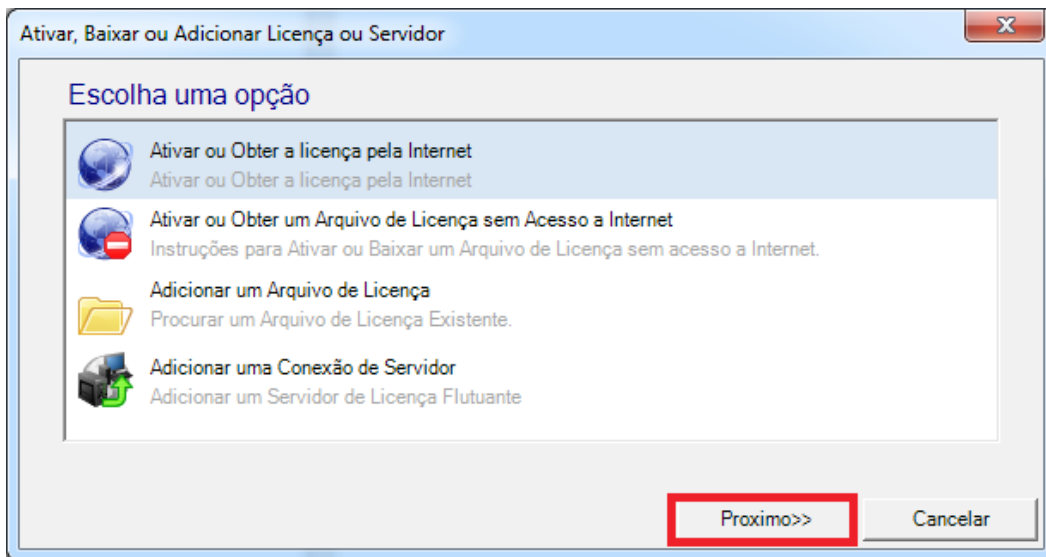 Ativar, Baixar ou Adicionar Licença ou Servidor
X
Escolha uma opção
Ativar ou Obter a licença pela Internet
Ativar ou Obter a licença pela Internet
Ativar ou Obter um Arquivo de Licença sem Acesso a Internet
Instruções para Ativar ou Baixar um Arquivo de Licença sem acesso a Internet.
Adicionar um Arquivo de Licença
Procurar um Arquivo de Licença Existente.
Adicionar uma Conexão de Servidor
Adicionar um Servidor de Licença Flutuante
Proximo>> Cancelar